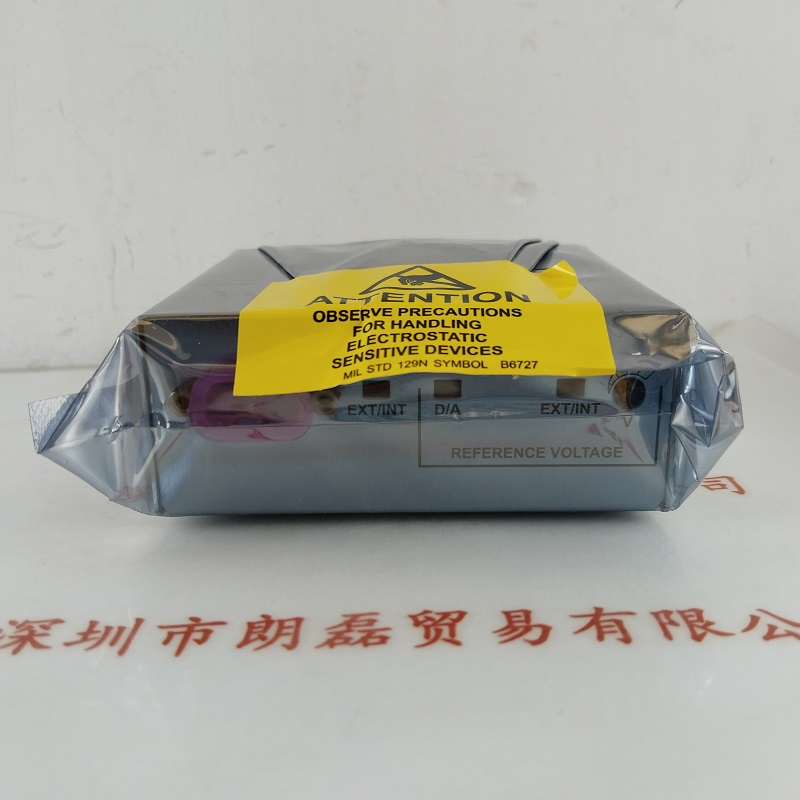 ATTENTION
OBSERVE PRECAUTIONS
FOR HANDLING
ELECTROSTATIC
SENSITIVE DEVICES
MIL STD 129N SYMBOL B6727
EXT/INT D/A EXT/INT V
REFERENCE VOLTAGE
司
深圳市朗磊贸易有限公